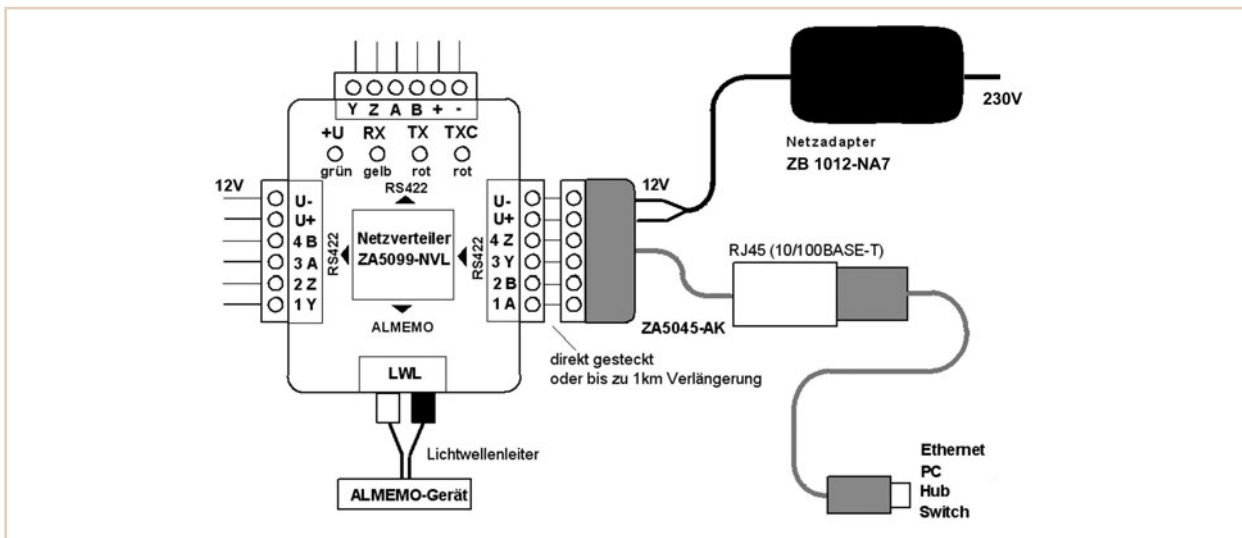 Y Z A B + -
+U RX TX TXC
grün gelb rot rot
RS422
12V
U-
U+
4 B
3 A
2 Z
1 Y
RS422
Netzverteiler
ZA5099-NVL
RS422
U-
U+
4 Z
3 Y
2 B
1 A
ALMEMO
LWL
Lichtwellenleiter
ALMEMO-Gerät
12V
ZA5045-AK
direkt gesteckt
oder bis zu 1km Verlängerung
230V
Netzadapter
ZB 1012-NA7
RJ45 (10/100BASE-T)
Ethernet
PC
Hub
Switch